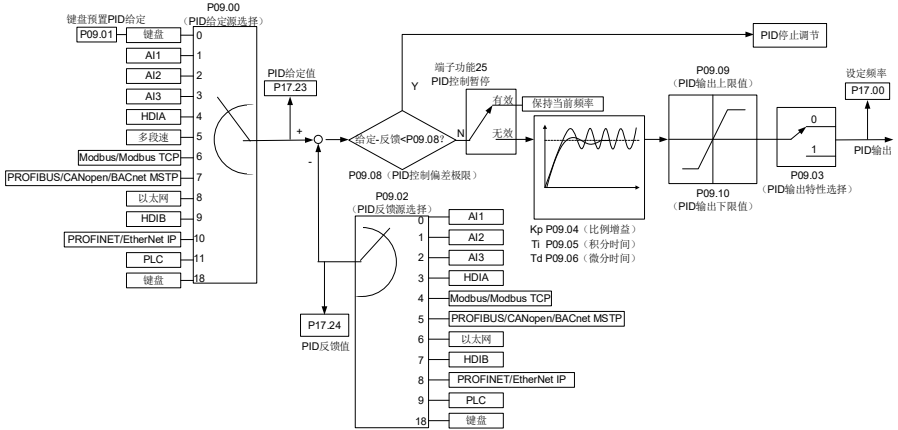 键盘预置PID给定
P09.00
(PID给定源选择)
P09.01
键盘
0
AI1
1
AI2
2
AI3
3
HDIA
4
多段速
5
Modbus/Modbus TCP
6
PROFIBUS/CANopen/BACnet MSTP
7
以太网
8
HDIB
9
PROFINET/EtherNet IP
10
PLC
11
键盘
18
PID给定值
P17.23
+
-
给定-反馈<P09.08?
Y
N
P09.08（PID控制偏差极限）
PID停止调节
端子功能25
PID控制暂停
有效
无效
保持当前频率
Kp P09.04（比例增益）
Ti P09.05（积分时间）
Td P09.06（微分时间）
P09.09
（PID输出上限值）
P09.10
（PID输出下限值）
0
1
P09.03
（PID输出特性选择）
设定频率
P17.00
PID输出
P17.24
PID反馈值
P09.02
（PID反馈源选择）
0
AI1
1
AI2
2
AI3
3
HDIA
4
Modbus/Modbus TCP
5
PROFIBUS/CANopen/BACnet MSTP
6
以太网
7
HDIB
8
PROFINET/EtherNet IP
9
PLC
18
键盘